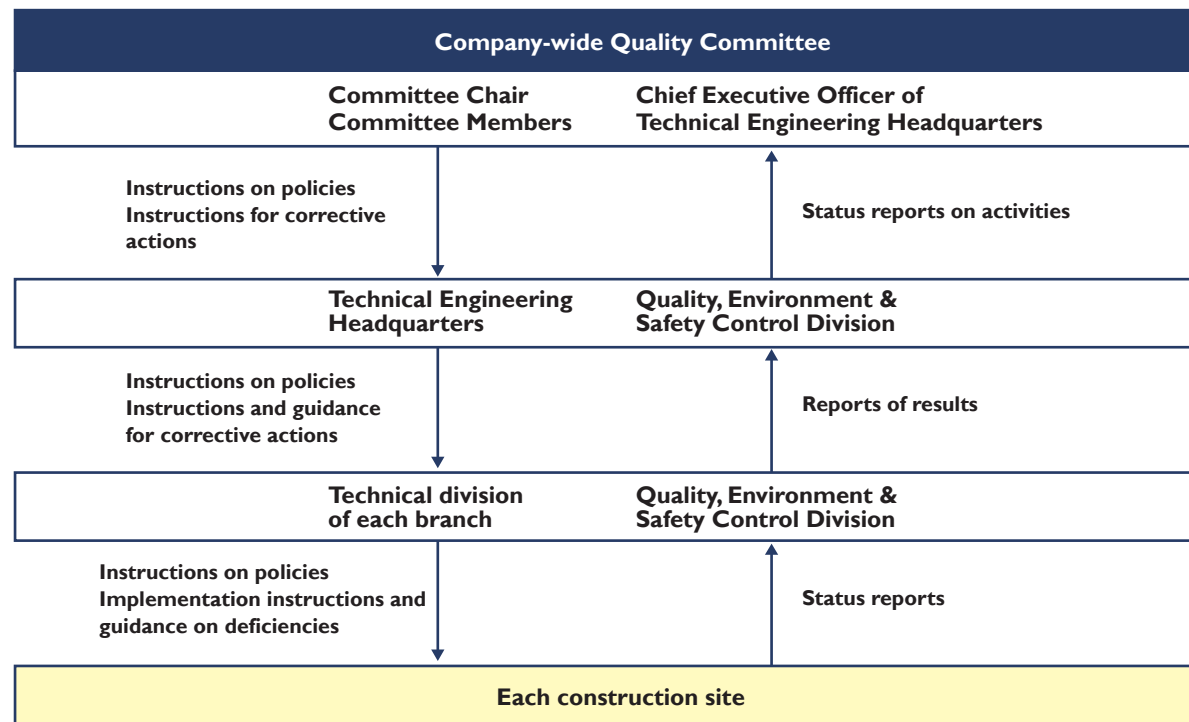 Company-wide Quality Committee
Committee Chair
Committee Members
Chief Executive Officer of
Technical Engineering Headquarters
Instructions on policies
Instructions for corrective
actions
Status reports on activities
Technical Engineering
Headquarters
Quality, Environment &
Safety Control Division
Instructions on policies
Instructions and guidance
for corrective actions
Reports of results
Technical division
of each branch
Quality, Environment &
Safety Control Division
Instructions on policies
Implementation instructions and
guidance on deficiencies
Status reports
Each construction site